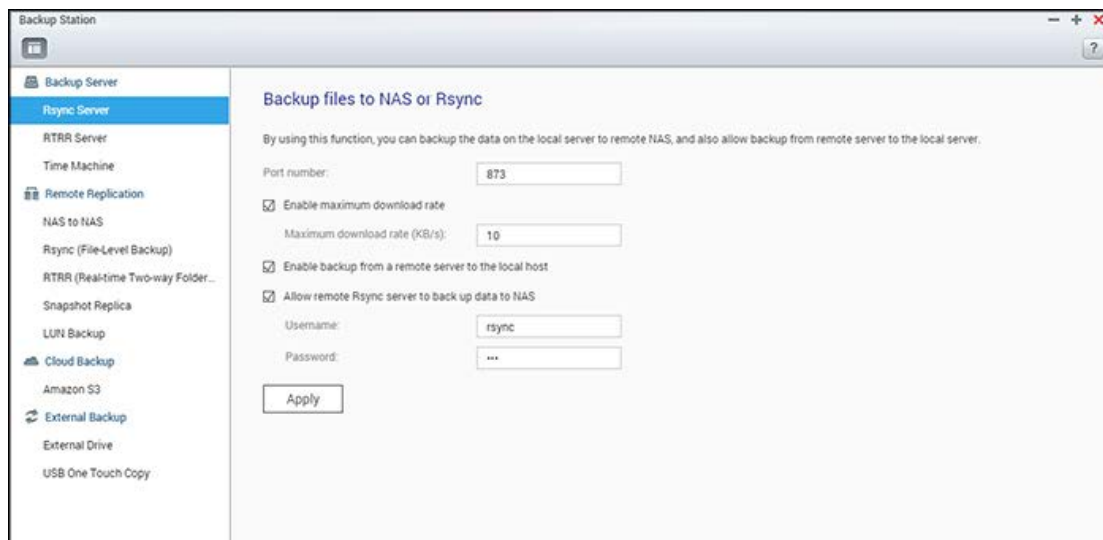 Backup Station
?
Backup Server
Rsync Server
RTRR Server
Time Machine
Remote Replication
NAS to NAS
Rsync (File-Level Backup)
RTRR (Real-time Two-way Folder...
Snapshot Replica
LUN Backup
Cloud Backup
Amazon S3
External Backup
External Drive
USB One Touch Copy
Backup files to NAS or Rsync
By using this function, you can backup the data on the local server to remote NAS, and also allow backup from remote server to the local server.
Port number: 873
Enable maximum download rate
Maximum download rate (KB/s): 10
Enable backup from a remote server to the local host
Allow remote Rsync server to back up data to NAS
Username: rsync
Password: •••
Apply